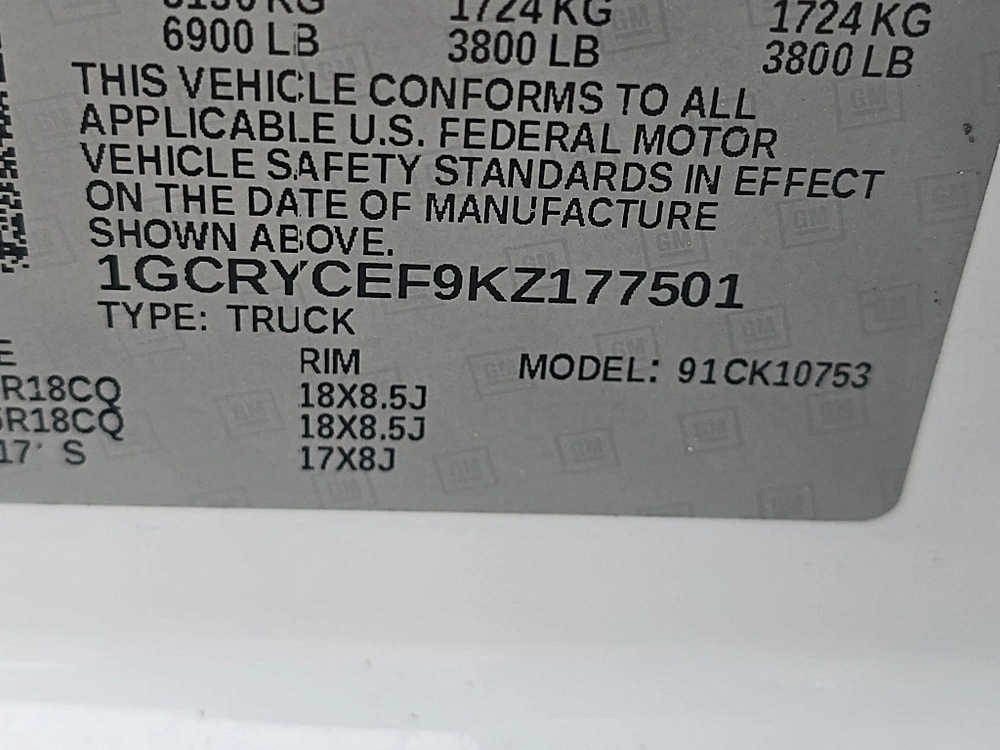 1724 KG 1724 KG
6900 LB 3800 LB 3800 LB
THIS VEHICLE CONFORMS TO ALL
APPLICABLE U.S. FEDERAL MOTOR
VEHICLE SAFETY STANDARDS IN EFFECT
ON THE DATE OF MANUFACTURE
SHOWN ABOVE.
1GCRYCEF9KZ177501
TYPE: TRUCK
RIM MODEL: 91CK10753
R18CQ 18X8.5J
R18CQ 18X8.5J
17 S 17X8J